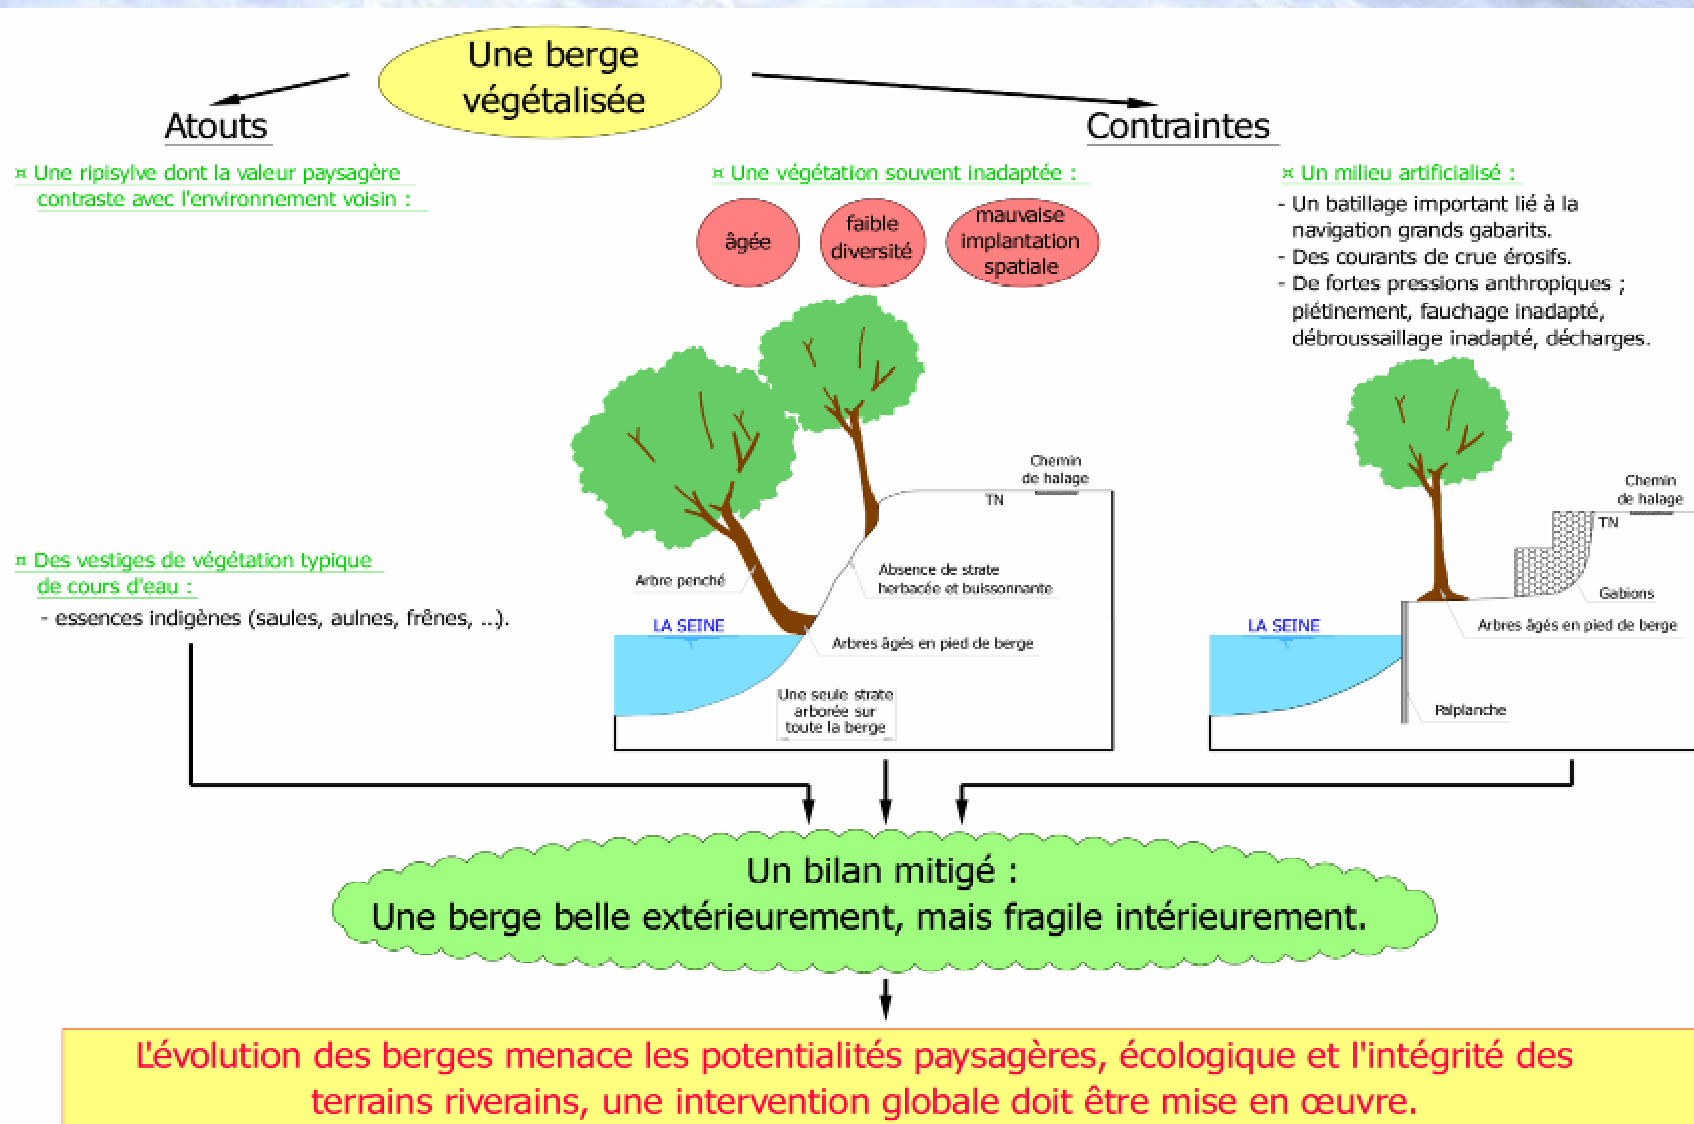 Une berge
végétalisée
Atouts
Contraintes
¤ Une ripisylve dont la valeur paysagère
contraste avec l'environnement voisin :
¤ Des vestiges de végétation typique
de cours d'eau :
- essences indigènes (saules, aulnes, frênes, ...).
¤ Une végétation souvent inadaptée :
âgée
faible
diversité
mauvaise
implantation
spatiale
Chemin
de halage
TN
Arbre penché
Absence de strate
herbacée et buissonnante
LA SEINE
Arbres âgés en pied de berge
Une seule strate
arborée sur
toute la berge
¤ Un milieu artificialisé :
- Un batillage important lié à la
navigation grands gabarits.
- Des courants de crue érosifs.
- De fortes pressions anthropiques ;
piétinement, fauchage inadapté,
débroussaillage inadapté, décharges.
Chemin
de halage
TN
Gabions
LA SEINE
Arbres âgés en pied de berge
Palplanche
Un bilan mitigé :
Une berge belle extérieurement, mais fragile intérieurement.
L'évolution des berges menace les potentialités paysagères, écologique et l'intégrité des
terrains riverains, une intervention globale doit être mise en œuvre.